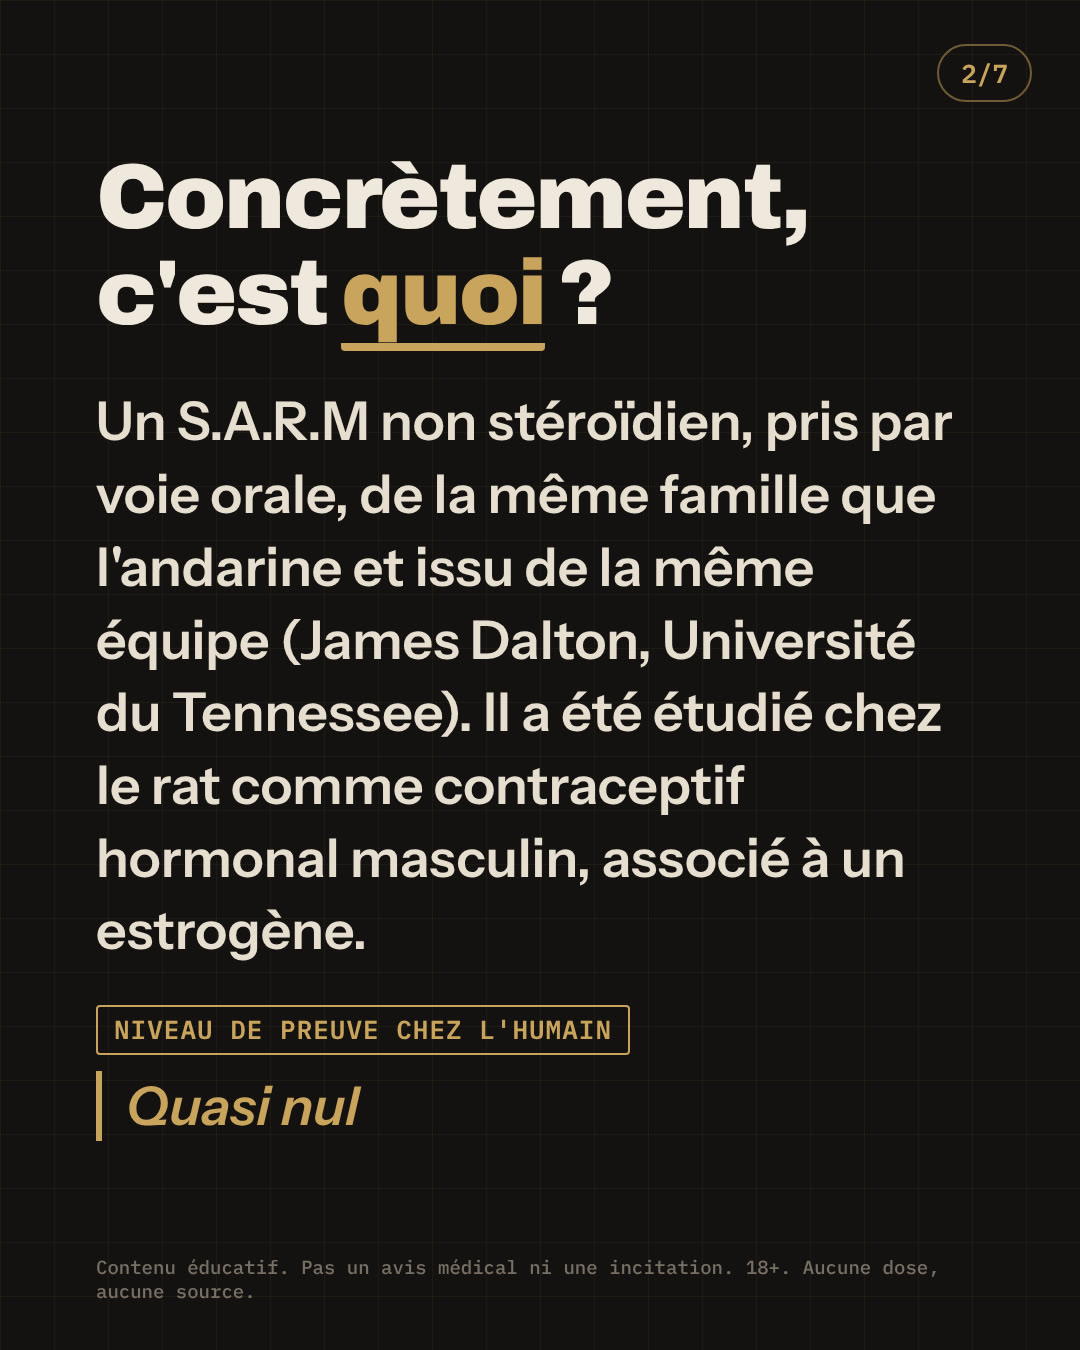 2/7
Concrètement,
c'est quoi ?
Un S.A.R.M non stéroïdien, pris par
voie orale, de la même famille que
l'andarine et issu de la même
équipe (James Dalton, Université
du Tennessee). Il a été étudié chez
le rat comme contraceptif
hormonal masculin, associé à un
estrogène.
NIVEAU DE PREUVE CHEZ L'HUMAIN
Quasi nul
Contenu éducatif. Pas un avis médical ni une incitation. 18+. Aucune dose,
aucune source.